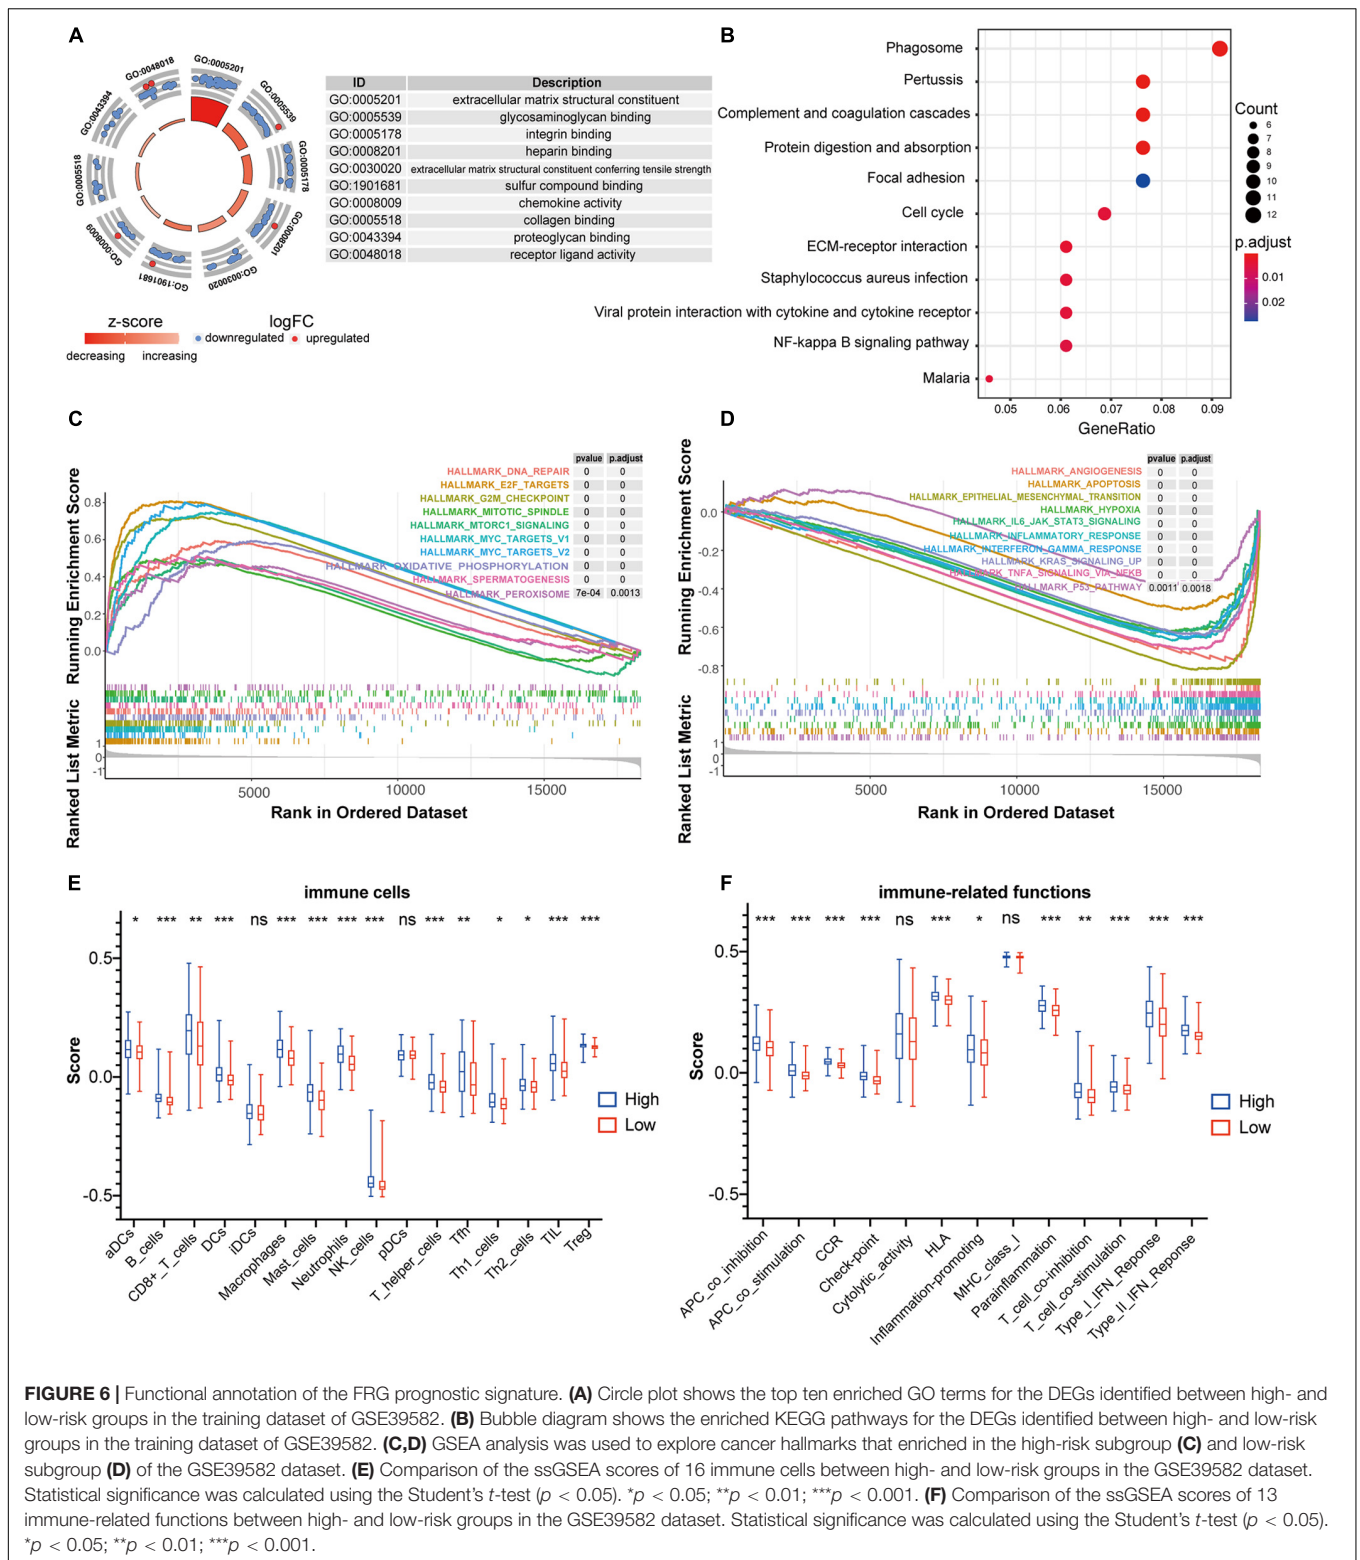 A
GO:0005201
GO:0005539
GO:0005178
GO:0008201
GO:0030020
GO:1901681
GO:0008009
GO:0005518
GO:0043394
GO:0048018
ID Description
GO:0005201 extracellular matrix structural constituent
GO:0005539 glycosaminoglycan binding
GO:0005178 integrin binding
GO:0008201 heparin binding
GO:0030020 extracellular matrix structural constituent conferring tensile strength
GO:1901681 sulfur compound binding
GO:0008009 chemokine activity
GO:0005518 collagen binding
GO:0043394 proteoglycan binding
GO:0048018 receptor ligand activity
z-score
decreasing increasing
logFC
downregulated upregulated
B
Phagosome
Pertussis
Complement and coagulation cascades
Protein digestion and absorption
Focal adhesion
Cell cycle
ECM-receptor interaction
Staphylococcus aureus infection
Viral protein interaction with cytokine and cytokine receptor
NF-kappa B signaling pathway
Malaria
0.05 0.06 0.07 0.08 0.09
GeneRatio
Count
6
7
8
9
10
11
12
p.adjust
0.01
0.02
C
pvalue p.adjust
HALLMARK_DNA_REPAIR 0 0
HALLMARK_E2F_TARGETS 0 0
HALLMARK_G2M_CHECKPOINT 0 0
HALLMARK_MITOTIC_SPINDLE 0 0
HALLMARK_MTORC1_SIGNALING 0 0
HALLMARK_MYC_TARGETS_V1 0 0
HALLMARK_MYC_TARGETS_V2 0 0
HALLMARK_OXIDATIVE PHOSPHORYLATION 0 0
HALLMARK_SPERMATOGENESIS 0 0
HALLMARK_PEROXISOME 7e-04 0.0013
Running Enrichment Score
0.8
0.6
0.4
0.2
0.0
Ranked List Metric
1
0
-1
5000 10000 15000
Rank in Ordered Dataset
D
pvalue p.adjust
HALLMARK_ANGIOGENESIS 0 0
HALLMARK_APOPTOSIS 0 0
HALLMARK_EPITHELIAL_MESENCHYMAL_TRANSITION 0 0
HALLMARK_HYPOXIA 0 0
HALLMARK_IL6_JAK_STAT3_SIGNALING 0 0
HALLMARK_INFLAMMATORY_RESPONSE 0 0
HALLMARK_INTERFERON_GAMMA_RESPONSE 0 0
HALLMARK_KRAS_SIGNALING_UP 0 0
HALLMARK_TNFA_SIGNALING_VIA_NFKB 0 0
HALLMARK_P53_PATHWAY 0.0011 0.0018
Running Enrichment Score
0.0
-0.2
-0.4
-0.6
-0.8
Ranked List Metric
1
0
-1
5000 10000 15000
Rank in Ordered Dataset
E
immune cells
* *** ** *** ns *** *** *** *** ns *** ** * * *** ***
Score
0.5
0.0
-0.5
aDCs
B_cells
CD8+_T_cells
DCs
iDCs
Macrophages
Mast_cells
Neutrophils
NK_cells
pDCs
T_helper_cells
Tfh
Th1_cells
Th2_cells
TIL
Treg
High
Low
F
immune-related functions
*** *** *** *** ns *** * ns *** ** *** *** ***
Score
0.5
0.0
-0.5
APC_co_inhibition
APC_co_stimulation
CCR
Check-point
Cytolytic_activity
HLA
Inflammation-promoting
MHC_class_I
Parainflammation
T_cell_co-inhibition
T_cell_co-stimulation
Type_I_IFN_Reponse
Type_II_IFN_Reponse
High
Low
FIGURE 6 | Functional annotation of the FRG prognostic signature. (A) Circle plot shows the top ten enriched GO terms for the DEGs identified between high- and
low-risk groups in the training dataset of GSE39582. (B) Bubble diagram shows the enriched KEGG pathways for the DEGs identified between high- and low-risk
groups in the training dataset of GSE39582. (C,D) GSEA analysis was used to explore cancer hallmarks that enriched in the high-risk subgroup (C) and low-risk
subgroup (D) of the GSE39582 dataset. (E) Comparison of the ssGSEA scores of 16 immune cells between high- and low-risk groups in the GSE39582 dataset.
Statistical significance was calculated using the Student's t-test (p < 0.05). *p < 0.05; **p < 0.01; ***p < 0.001. (F) Comparison of the ssGSEA scores of 13
immune-related functions between high- and low-risk groups in the GSE39582 dataset. Statistical significance was calculated using the Student's t-test (p < 0.05).
*p < 0.05; **p < 0.01; ***p < 0.001.